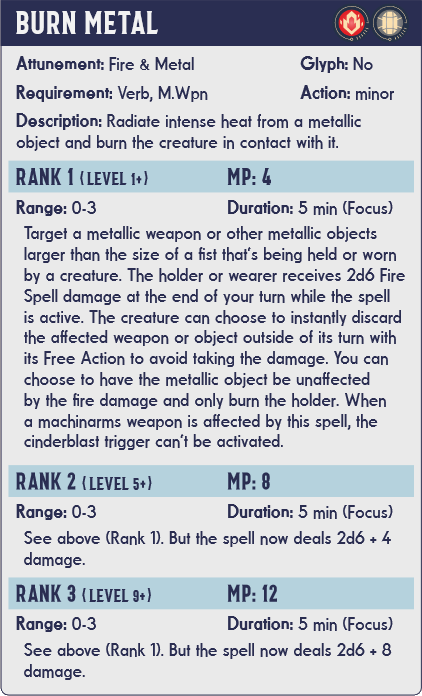 BURN METAL
Attunement: Fire & Metal Glyph: No
Requirement: Verb, M.Wpn Action: minor
Description: Radiate intense heat from a metallic
object and burn the creature in contact with it.
RANK 1 (LEVEL 1+) MP: 4
Range: 0-3 Duration: 5 min (Focus)
Target a metallic weapon or other metallic objects
larger than the size of a fist that's being held or worn
by a creature. The holder or wearer receives 2d6 Fire
Spell damage at the end of your turn while the spell
is active. The creature can choose to instantly discard
the affected weapon or object outside of its turn with
its Free Action to avoid taking the damage. You can
choose to have the metallic object be unaffected
by the fire damage and only burn the holder. When
a machinarms weapon is affected by this spell, the
cinderblast trigger can't be activated.
RANK 2 (LEVEL 5+) MP: 8
Range: 0-3 Duration: 5 min (Focus)
See above (Rank 1). But the spell now deals 2d6 + 4
damage.
RANK 3 (LEVEL 9+) MP: 12
Range: 0-3 Duration: 5 min (Focus)
See above (Rank 1). But the spell now deals 2d6 + 8
damage.